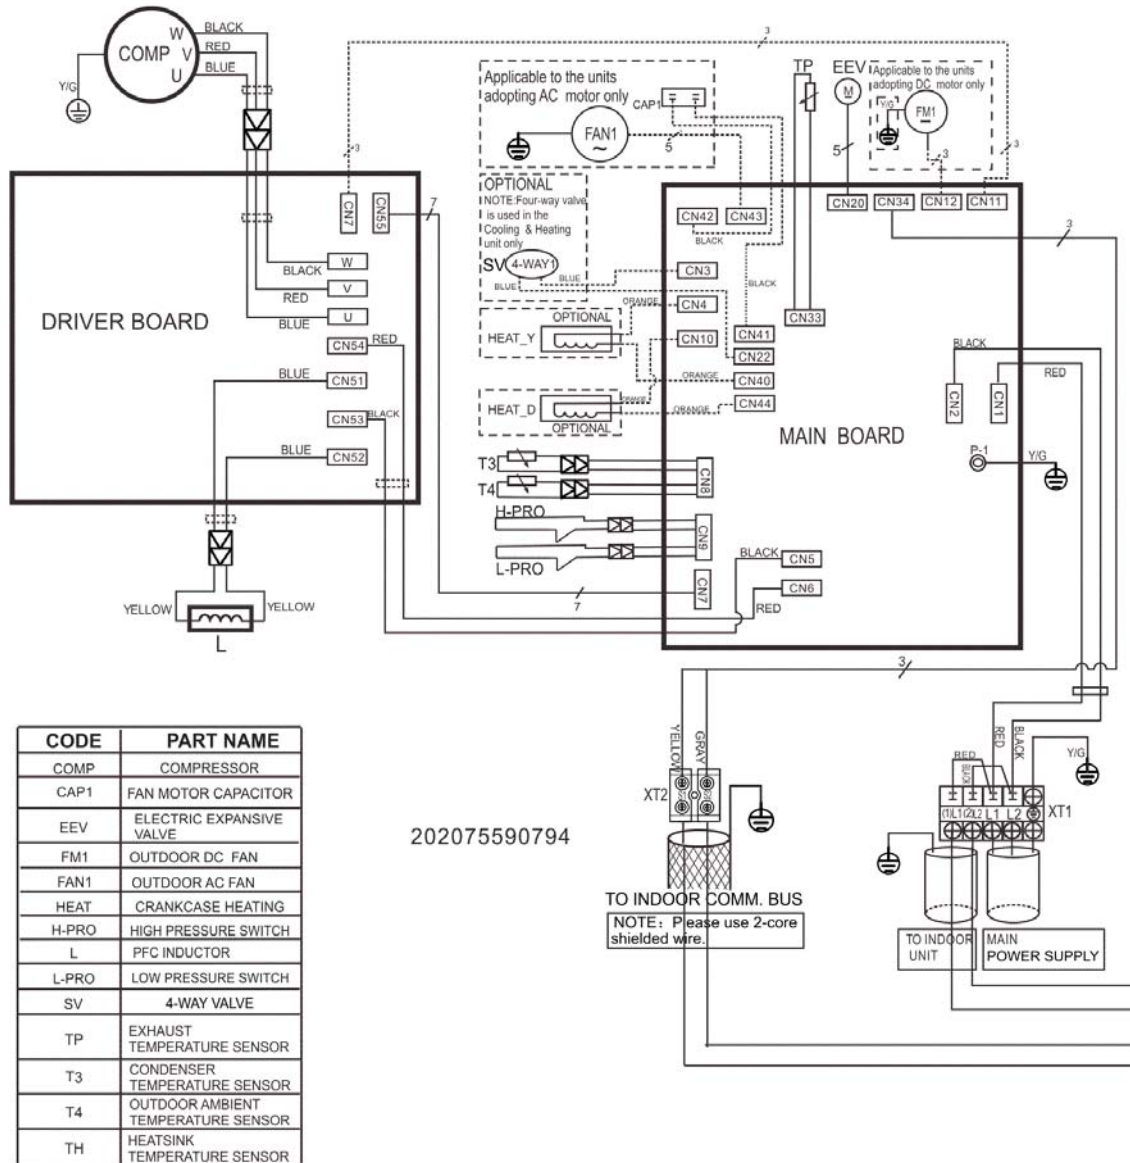 BLACK
RED
BLUE
W
V
U
COMP
Y/G
3
3
3
Applicable to the units
adopting AC motor only
CAP1
FAN1
~
5
TP
EEV
M
5
Applicable to the units
adopting DC motor only
Y/G
FM1
3
OPTIONAL
NOTE:Four-way valve
is used in the
Cooling & Heating
unit only
SV
4-WAY1
BLUE
BLUE
DRIVER BOARD
CN7
CN55
7
BLACK
W
RED
V
BLUE
U
CN54
RED
BLUE
CN51
CN53
BLACK
BLUE
CN52
YELLOW
YELLOW
L
CN42
CN43
BLACK
CN20
CN34
CN12
CN11
3
CN3
BLACK
ORANGE
CN4
CN33
OPTIONAL
HEAT_Y
CN10
CN41
CN22
ORANGE
CN40
HEAT_D
ORANGE
ORANGE
CN44
OPTIONAL
MAIN BOARD
BLACK
RED
CN2
CN1
P-1
Y/G
T3
T4
CN8
H-PRO
L-PRO
CN9
CN7
7
BLACK
CN5
CN6
RED
3
YELLOW
GRAY
XT2
TO INDOOR COMM. BUS
NOTE: Please use 2-core
shielded wire.
202075590794
RED
BLACK
RED
BLACK
Y/G
(1)L1
(2)L2
L1
L2
XT1
TO INDOOR
UNIT
MAIN
POWER SUPPLY
CODE PART NAME
COMP COMPRESSOR
CAP1 FAN MOTOR CAPACITOR
EEV ELECTRIC EXPANSIVE
VALVE
FM1 OUTDOOR DC FAN
FAN1 OUTDOOR AC FAN
HEAT CRANKCASE HEATING
H-PRO HIGH PRESSURE SWITCH
L PFC INDUCTOR
L-PRO LOW PRESSURE SWITCH
SV 4-WAY VALVE
TP EXHAUST
TEMPERATURE SENSOR
T3 CONDENSER
TEMPERATURE SENSOR
T4 OUTDOOR AMBIENT
TEMPERATURE SENSOR
TH HEATSINK
TEMPERATURE SENSOR